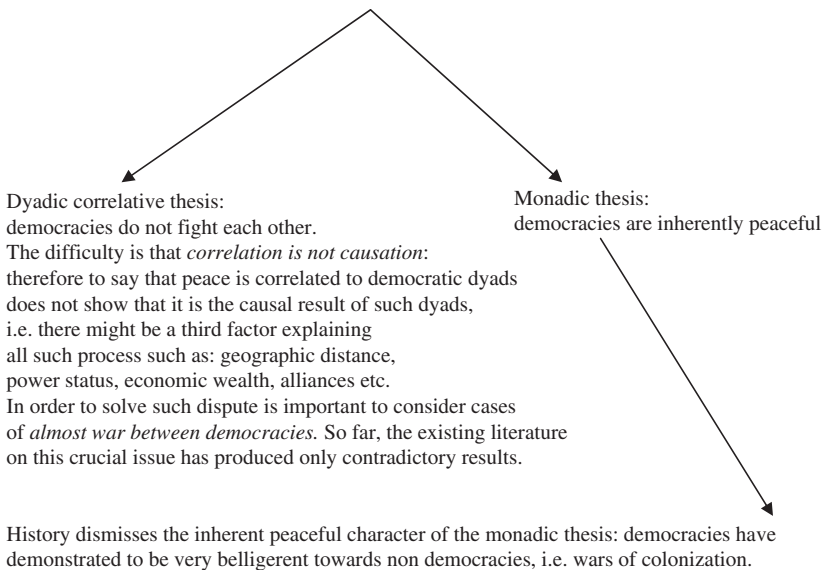 Dyadic correlative thesis:
democracies do not fight each other.
The difficulty is that correlation is not causation:
therefore to say that peace is correlated to democratic dyads
does not show that it is the causal result of such dyads,
i.e. there might be a third factor explaining
all such process such as: geographic distance,
power status, economic wealth, alliances etc.
In order to solve such dispute is important to consider cases
of almost war between democracies. So far, the existing literature
on this crucial issue has produced only contradictory results.
Monadic thesis:
democracies are inherently peaceful
History dismisses the inherent peaceful character of the monadic thesis: democracies have
demonstrated to be very belligerent towards non democracies, i.e. wars of colonization.